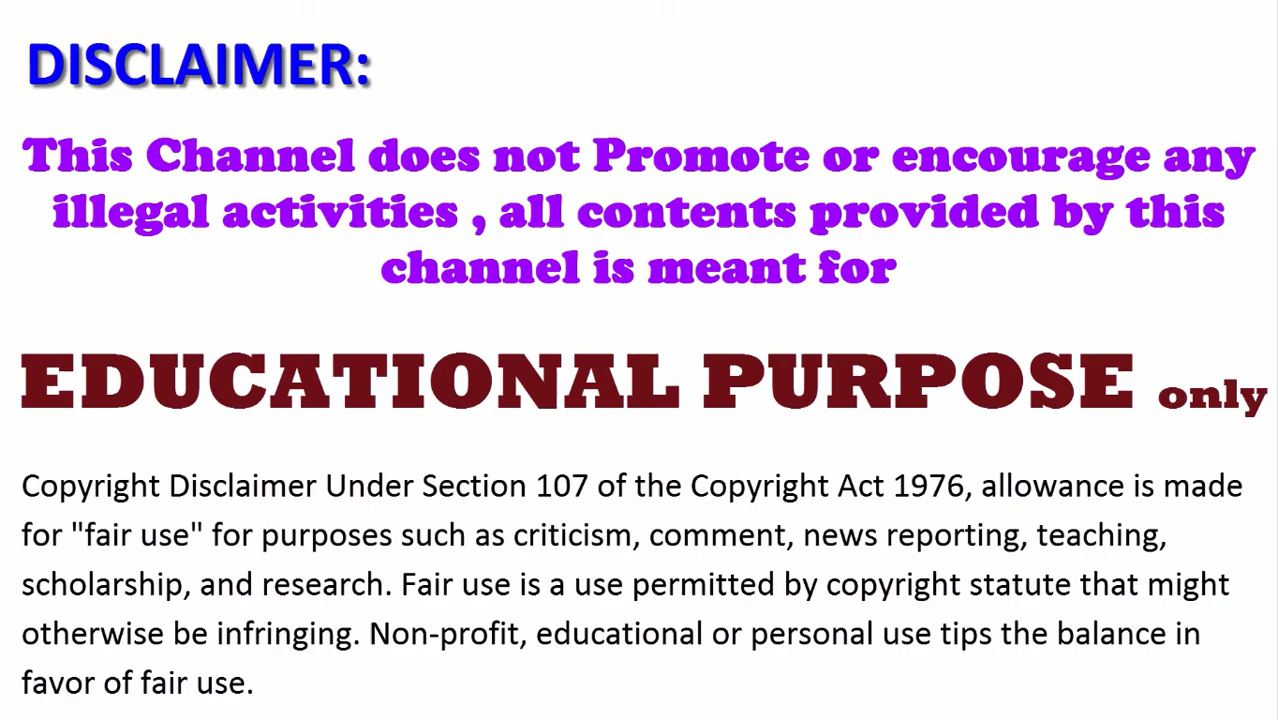 DISCLAIMER:
This Channel does not Promote or encourage any
illegal activities , all contents provided by this
channel is meant for
EDUCATIONAL PURPOSE only
Copyright Disclaimer Under Section 107 of the Copyright Act 1976, allowance is made
for "fair use" for purposes such as criticism, comment, news reporting, teaching,
scholarship, and research. Fair use is a use permitted by copyright statute that might
otherwise be infringing. Non-profit, educational or personal use tips the balance in
favor of fair use.